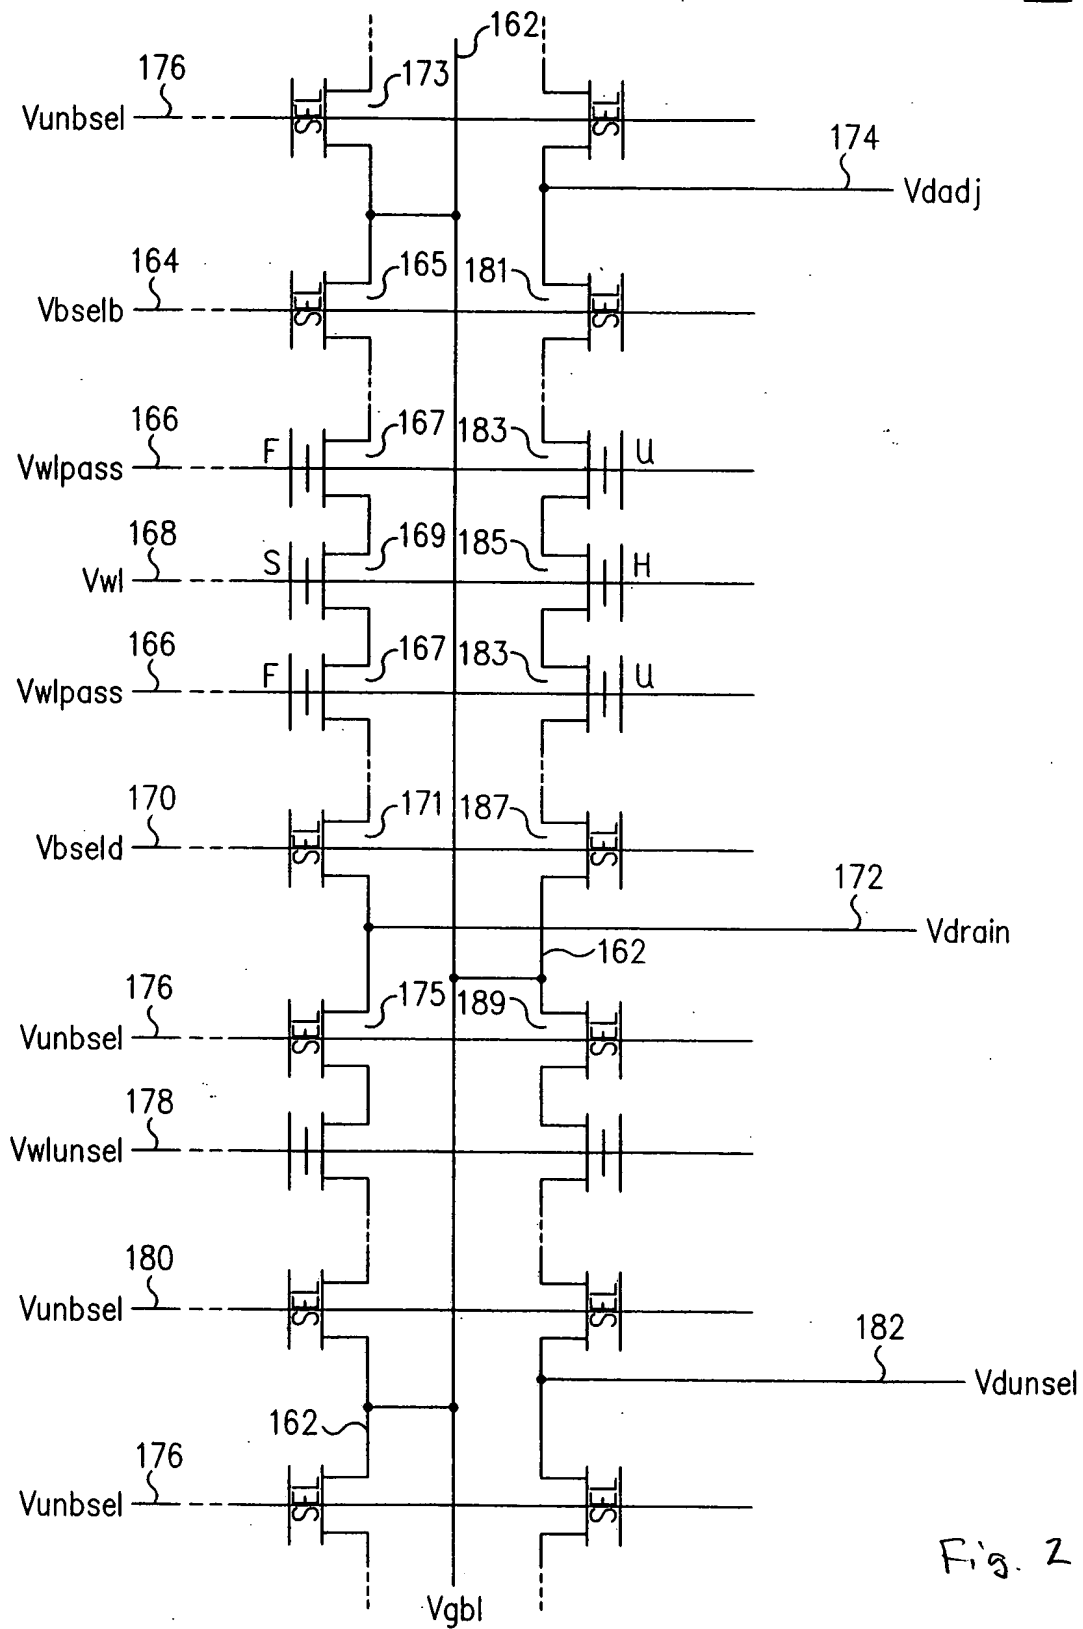 162
176
173
Vunbsel
SEL
SEL
174
Vdadj
164
165
181
Vbselb
SEL
SEL
166
167
183
Vwlpass
F
U
168
169
185
Vwl
S
H
166
167
183
Vwlpass
F
U
170
171
187
Vbseld
SEL
SEL
172
Vdrain
162
176
175
189
Vunbsel
SEL
SEL
178
Vwlunsel
180
Vunbsel
SEL
SEL
182
Vdunsel
162
176
Vunbsel
SEL
SEL
Fig. 2
Vgbl